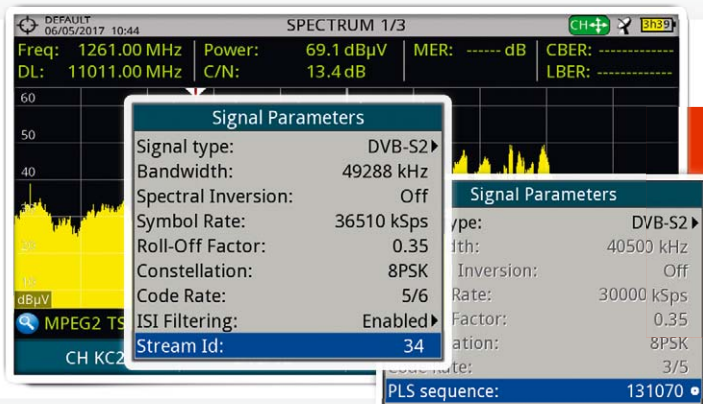 DEFAULT
06/05/2017 10:44
SPECTRUM 1/3
CH
3h39
Freq: 1261.00 MHz
Power: 69.1 dBµV
MER: ------ dB
CBER: -------------
DL: 11011.00 MHz
C/N: 13.4 dB
LBER: -------------
60
50
40
dBµV
MPEG2 TS
CH KC2
Signal Parameters
Signal type: DVB-S2
Bandwidth: 49288 kHz
Spectral Inversion: Off
Symbol Rate: 36510 kSps
Roll-Off Factor: 0.35
Constellation: 8PSK
Code Rate: 5/6
ISI Filtering: Enabled
Stream Id: 34
Signal Parameters
ype: DVB-S2
dth: 40500 kHz
Inversion: Off
Rate: 30000 kSps
Factor: 0.35
ation: 8PSK
Code Rate: 3/5
PLS sequence: 131070